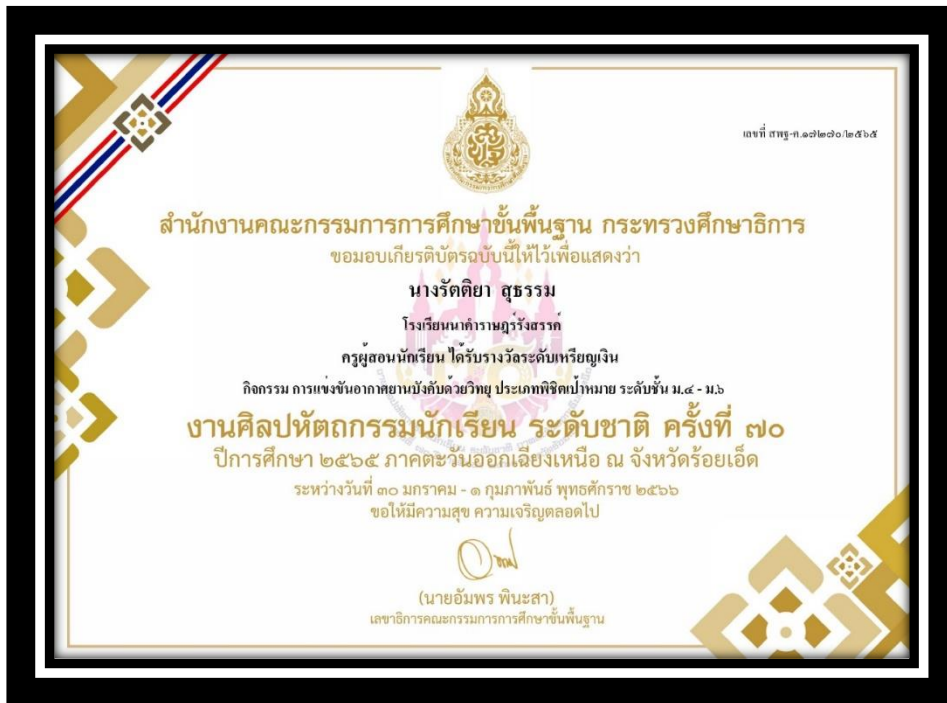 เลขที่ สพฐ-ค.๑๗๒๗๐/๒๕๖๕
สำนักงานคณะกรรมการการศึกษาขั้นพื้นฐาน กระทรวงศึกษาธิการ
ขอมอบเกียรติบัตรฉบับนี้ให้ไว้เพื่อแสดงว่า
นางรัตติยา สุธรรม
โรงเรียนนาคำราษฎร์รังสรรค์
ครูผู้สอนนักเรียน ได้รับรางวัลระดับเหรียญเงิน
กิจกรรม การแข่งขันอากาศยานบังคับด้วยวิทยุ ประเภทพิชิตเป้าหมาย ระดับชั้น ม.๔ - ม.๖
งานศิลปหัตถกรรมนักเรียน ระดับชาติ ครั้งที่ ๗๐
ปีการศึกษา ๒๕๖๕ ภาคตะวันออกเฉียงเหนือ ณ จังหวัดร้อยเอ็ด
ระหว่างวันที่ ๓๐ มกราคม - ๑ กุมภาพันธ์ พุทธศักราช ๒๕๖๖
ขอให้มีความสุข ความเจริญตลอดไป
(นายอัมพร พินะสา)
เลขาธิการคณะกรรมการการศึกษาขั้นพื้นฐาน